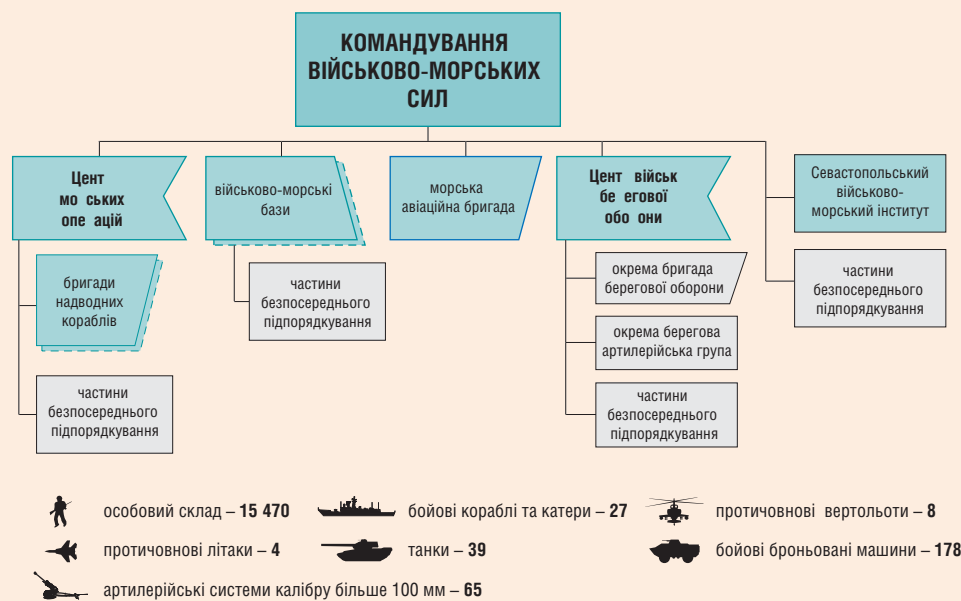 КОМАНДУВАННЯ
ВІЙСЬКОВО-МОРСЬКИХ
СИЛ
Цент
мо ських
опе ацій
військово-морські
бази
морська
авіаційна бригада
Цент військ
бе егової
обо они
Севастопольський
військово-
морський інститут
бригади
надводних
кораблів
частини
безпосереднього
підпорядкування
окрема бригада
берегової оборони
частини
безпосереднього
підпорядкування
окрема берегова
артилерійська група
частини
безпосереднього
підпорядкування
частини
безпосереднього
підпорядкування
особовий склад – 15 470
бойові кораблі та катери – 27
протичовнові вертольоти – 8
протичовнові літаки – 4
танки – 39
бойові броньовані машини – 178
артилерійські системи калібру більше 100 мм – 65